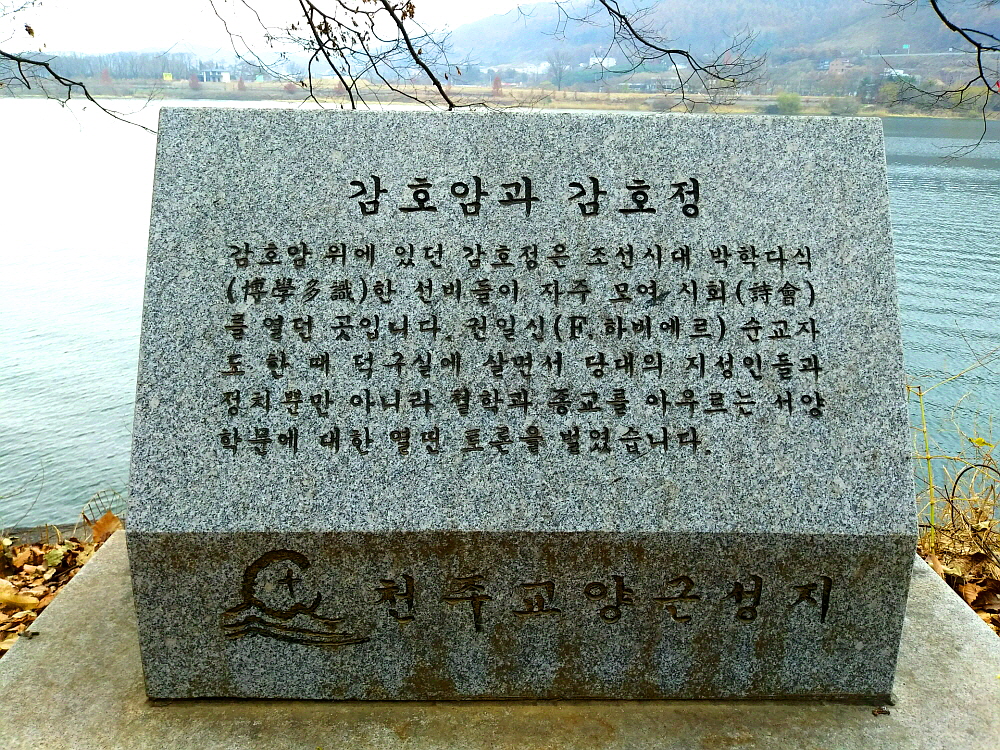 감호암과 감호정
감호암 위에 있던 감호정은 조선시대 박학다식
(博學多識)한 선비들이 자주 모여 시회(詩會)
를 열던 곳입니다. 권일신(F.하비에르) 순교자
도 한 때 덕구실에 살면서 당대의 지성인들과
정치뿐만 아니라 철학과 종교를 아우르는 서양
학문에 대한 열띤 토론을 벌였습니다.
천주교양근성지